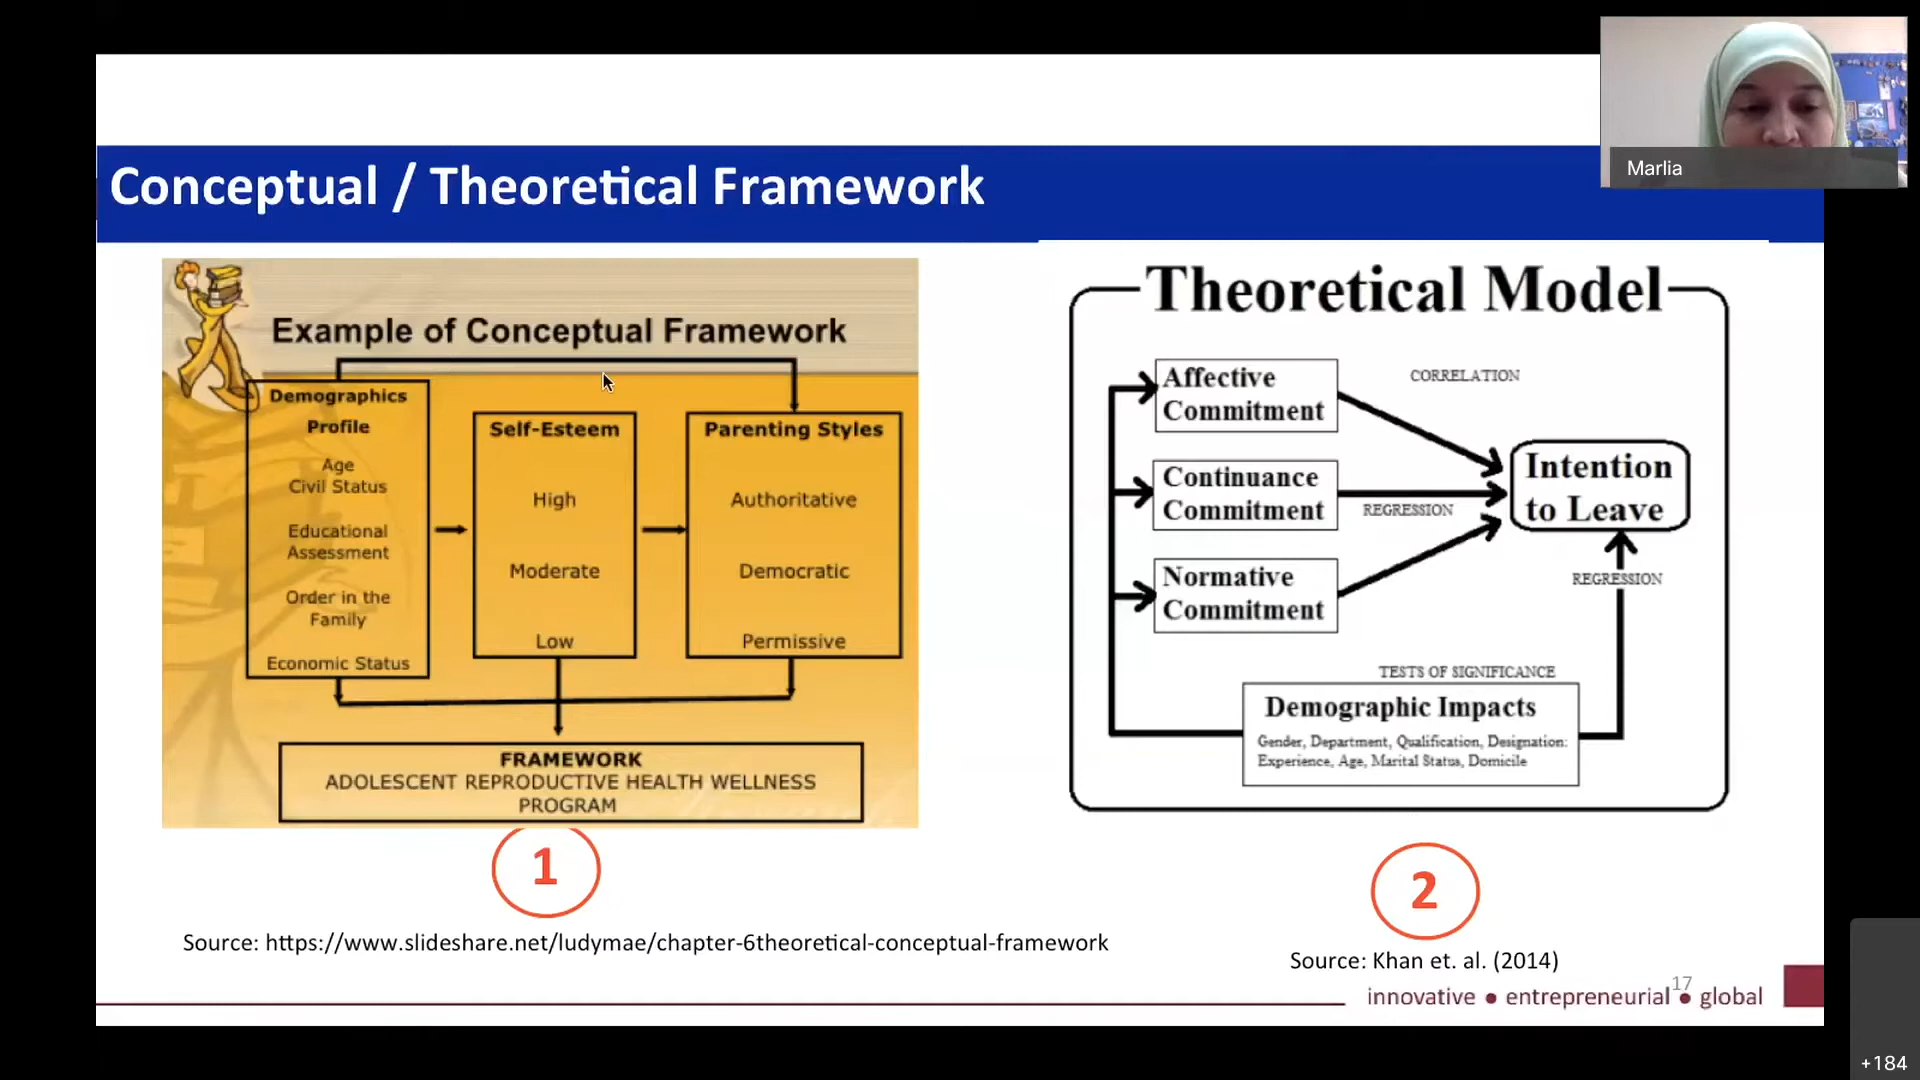 Marlia
Conceptual / Theoretical Framework
Example of Conceptual Framework
Demographics
Profile
Age
Civil Status
Educational
Assessment
Order in the
Family
Economic Status
Self-Esteem
High
Moderate
Low
Parenting Styles
Authoritative
Democratic
Permissive
FRAMEWORK
ADOLESCENT REPRODUCTIVE HEALTH WELLNESS
PROGRAM
1
Source: https://www.slideshare.net/ludymae/chapter-6theoretical-conceptual-framework
Theoretical Model
Affective
Commitment
CORRELATION
Continuance
Commitment
REGRESSION
Normative
Commitment
Intention
to Leave
REGRESSION
TESTS OF SIGNIFICANCE
Demographic Impacts
Gender, Department, Qualification, Designation:
Experience, Age, Marital Status, Domicile
2
Source: Khan et. al. (2014)
17
innovative ● entrepreneurial ● global
+184